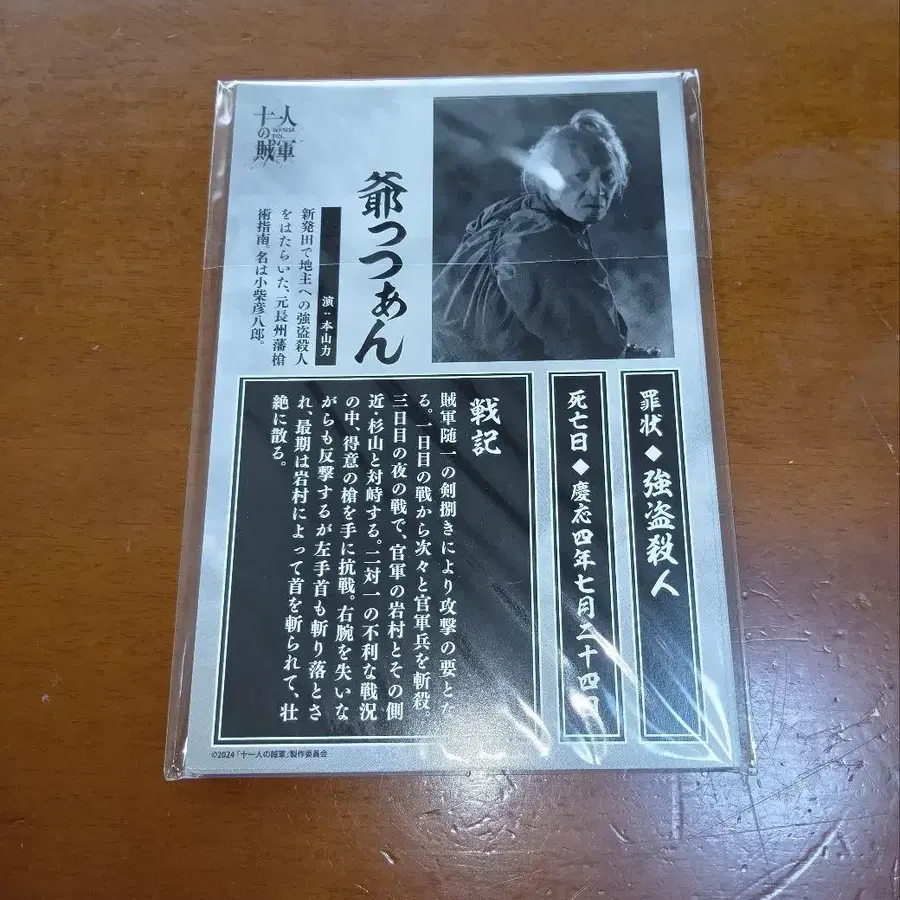 十一人
の
賊軍
爺っつぁん
演：本山力
新発田で地主への強盗殺人
をはたらいた、元長州藩槍
術指南。名は小柴彦八郎。
罪状◆強盗殺人
死亡日◆慶応四年七月二十四日
戦記
賊軍随一の剣捌きにより攻撃の要とな
る。一日目の戦から次々と官軍兵を斬殺。
三日目の夜の戦で、官軍の岩村とその側
近・杉山と対峙する。二対一の不利な戦況
の中、得意の槍を手に抗戦。右腕を失いな
がらも反撃するが左手首も斬り落とさ
れ、最期は岩村によって首を斬られて、壮
絶に散る。
©2024「十一人の賊軍」製作委員会